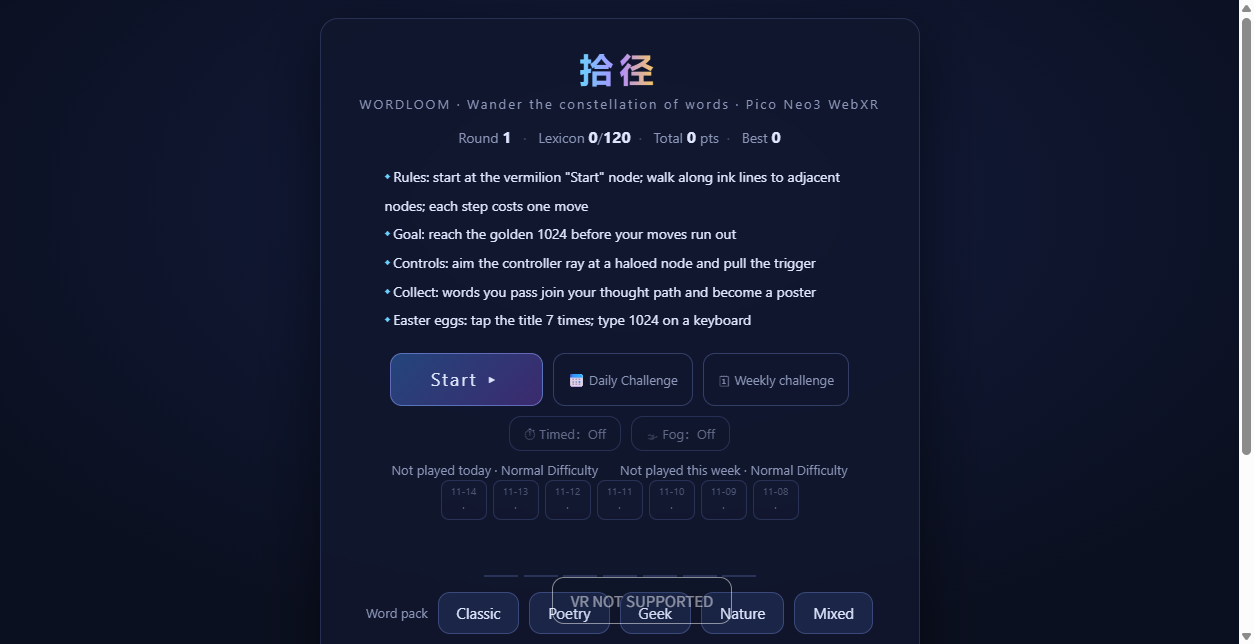 拾径
WORDLOOM · Wander the constellation of words · Pico Neo3 WebXR
Round 1 · Lexicon 0/120 · Total 0 pts · Best 0
Rules: start at the vermilion "Start" node; walk along ink lines to adjacent
nodes; each step costs one move
Goal: reach the golden 1024 before your moves run out
Controls: aim the controller ray at a haloed node and pull the trigger
Collect: words you pass join your thought path and become a poster
Easter eggs: tap the title 7 times; type 1024 on a keyboard
Start ▸
Daily Challenge
Weekly challenge
Timed: Off
Fog: Off
Not played today · Normal Difficulty
Not played this week · Normal Difficulty
11-14 11-13 11-12 11-11 11-10 11-09 11-08
VR NOT SUPPORTED
Word pack Classic Poetry Geek Nature Mixed